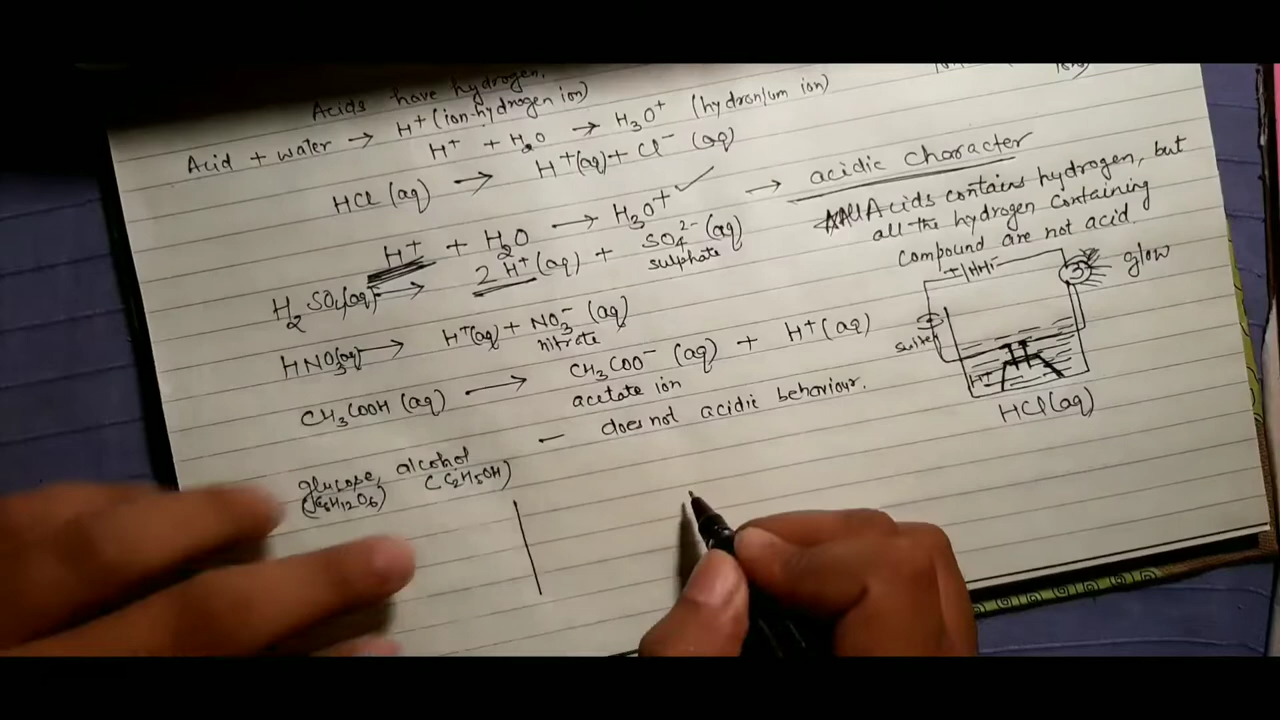 Acids have hydrogen.
Acid + water → H⁺ (ion-hydrogen ion)
H⁺ + H₂O → H₃O⁺ (hydronium ion)
HCl (aq) → H⁺(aq) + Cl⁻ (aq)
H⁺ + H₂O → H₃O⁺ ✓ → acidic character
H₂SO₄(aq) → 2H⁺(aq) + SO₄²⁻ (aq)
sulphate
HNO₃(aq) → H⁺(aq) + NO₃⁻ (aq)
nitrate
CH₃COOH (aq) → CH₃COO⁻ (aq) + H⁺(aq)
acetate ion
glucose, alcohol — does not acidic behaviour.
(C₆H₁₂O₆) (C₂H₅OH)
All Acids contains hydrogen, but
all the hydrogen containing
compound are not acid
glow
H⁺
HCl(aq)